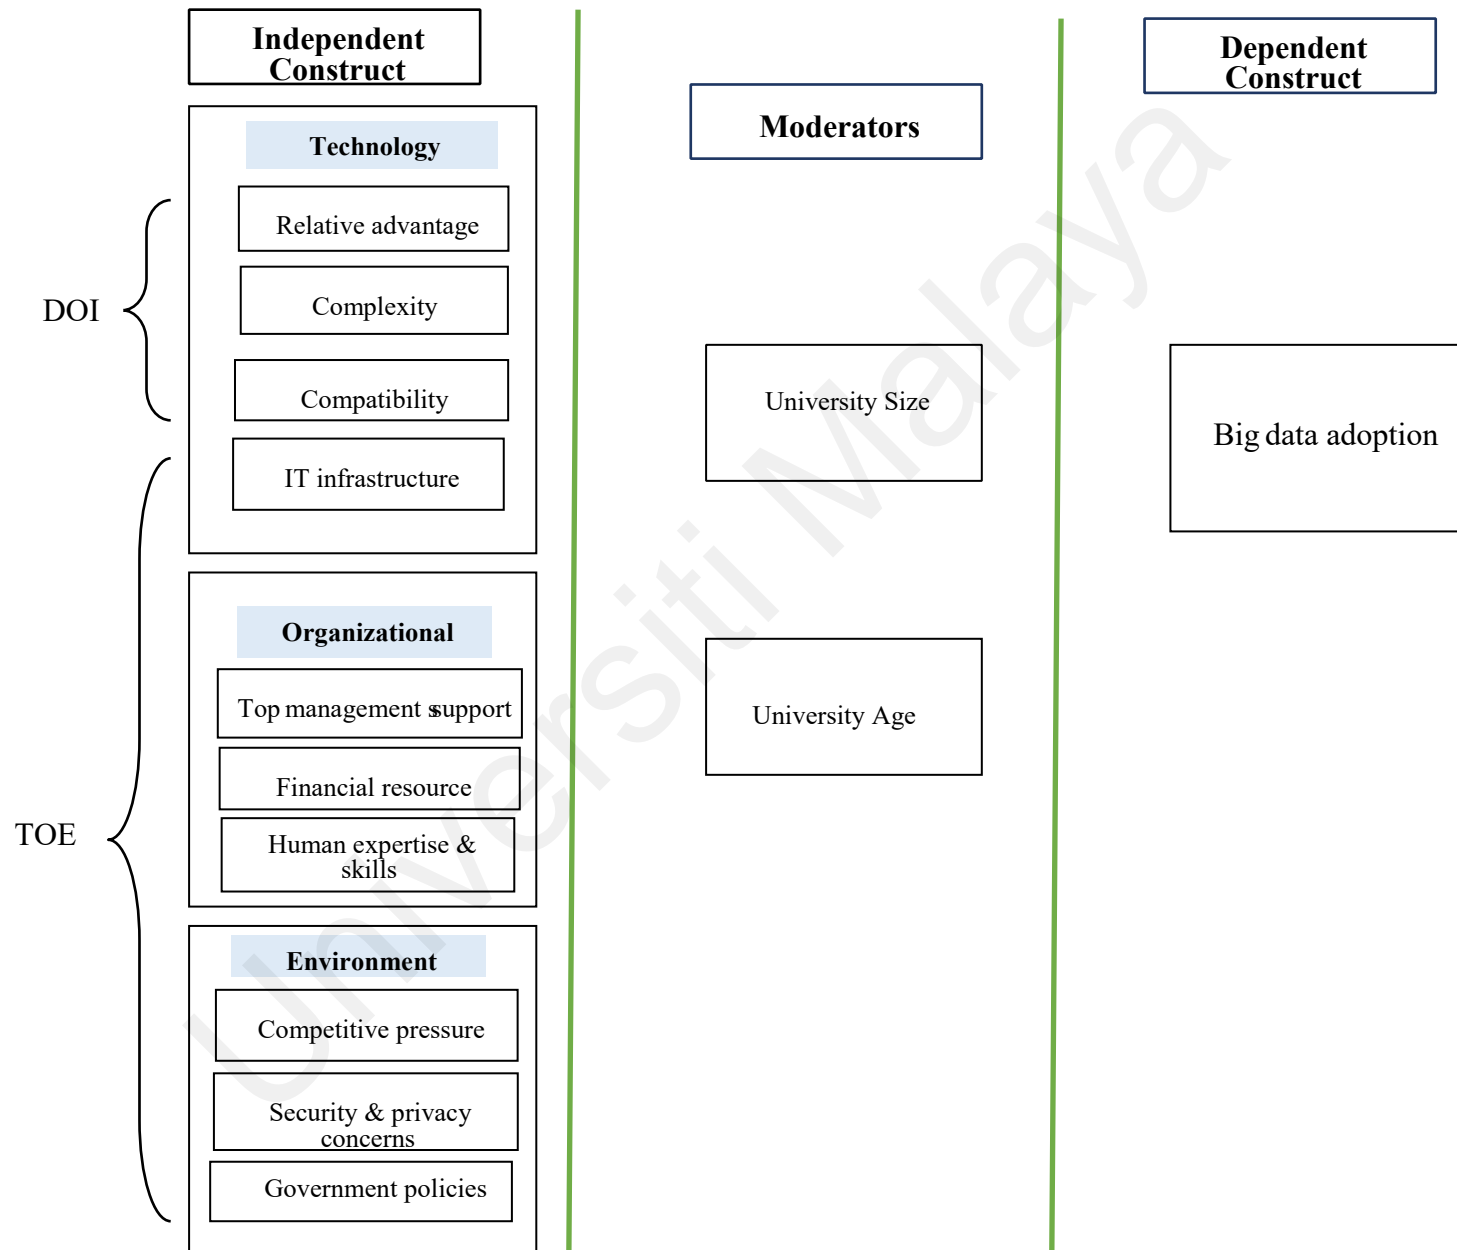 Independent
Construct
Technology
Relative advantage
Complexity
Compatibility
IT infrastructure
DOI
Organizational
Top management support
Financial resource
Human expertise &
skills
TOE
Environment
Competitive pressure
Security & privacy
concerns
Government policies
Moderators
University Size
University Age
Dependent
Construct
Big data adoption
Universiti Malaya